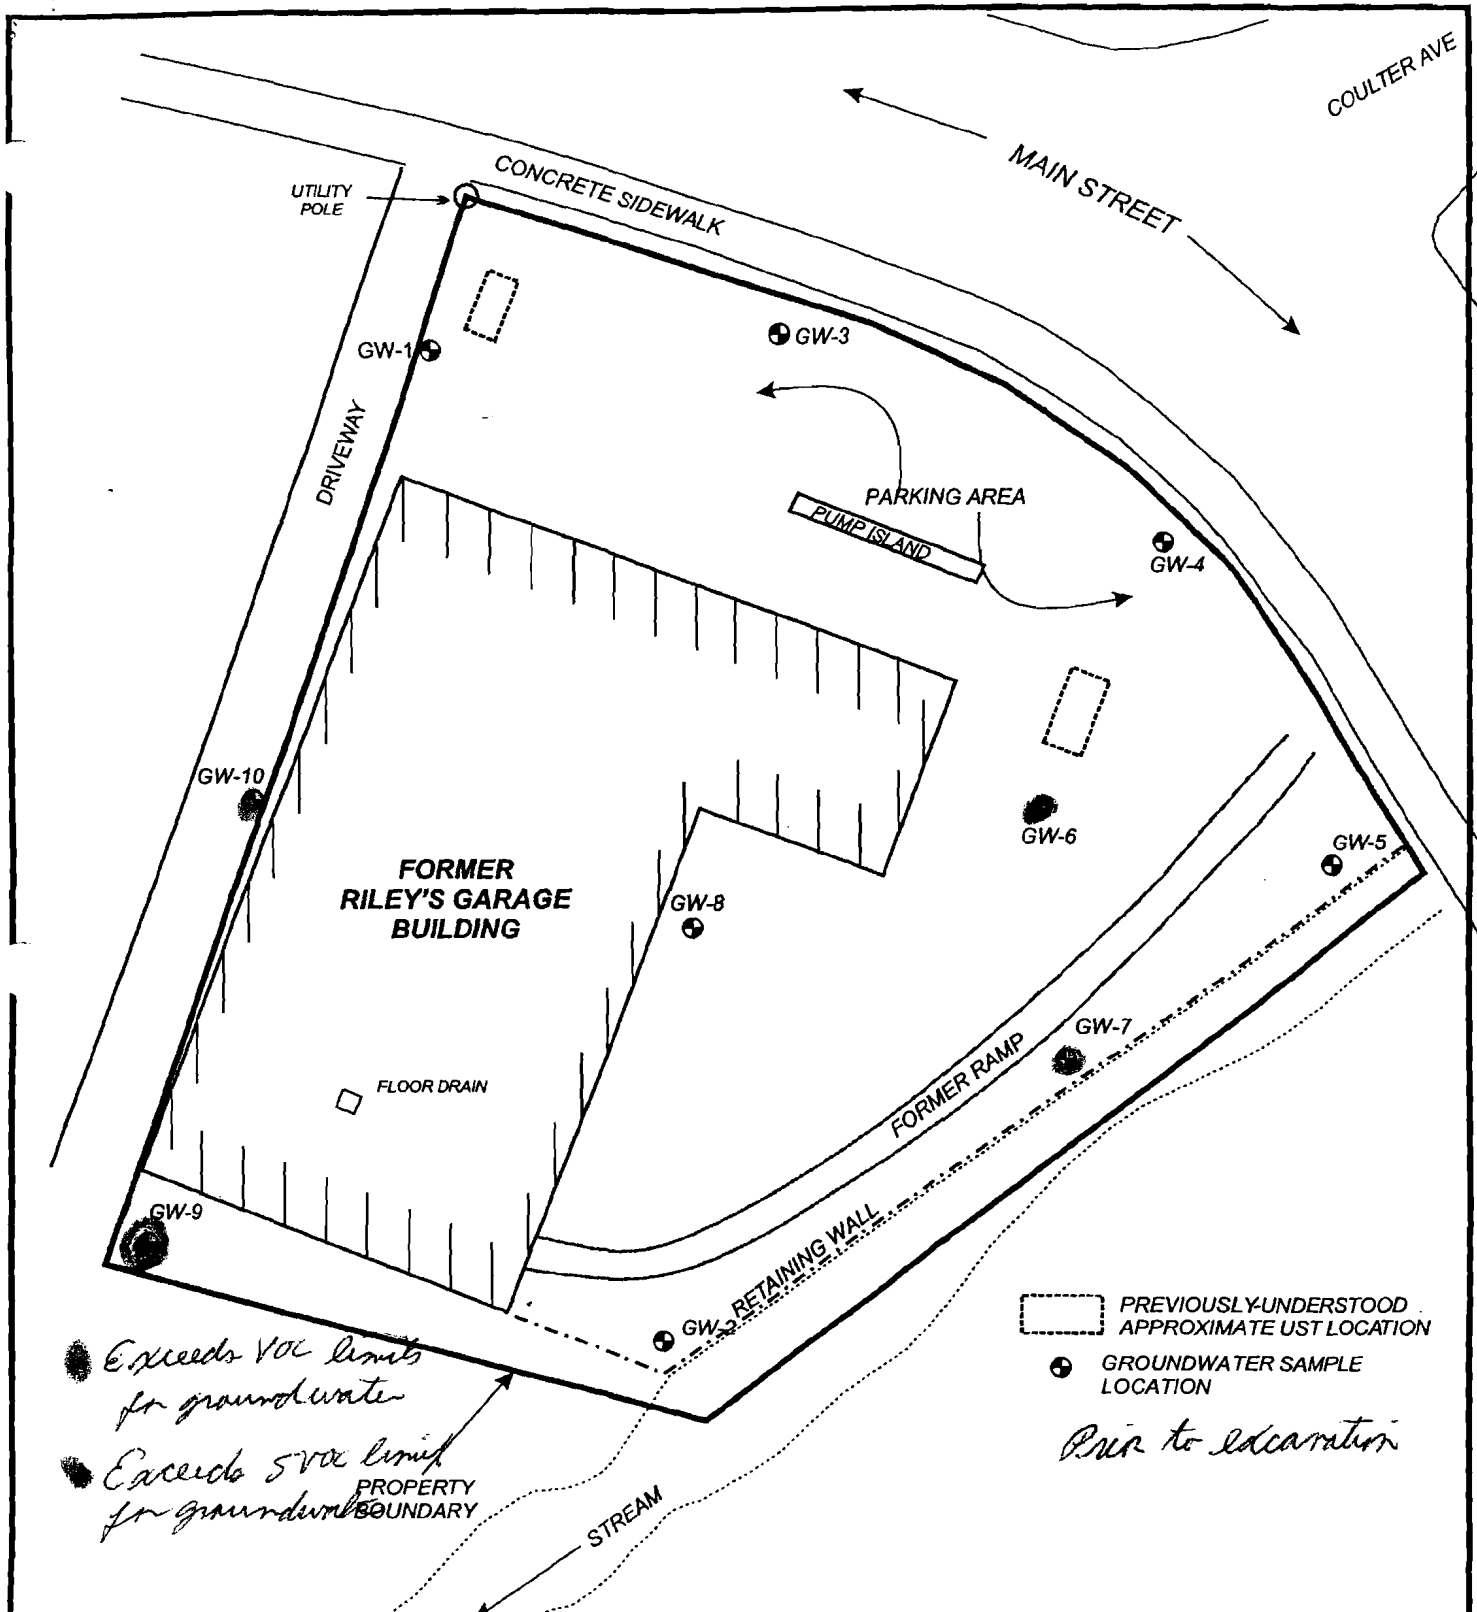 COULTER AVE
MAIN STREET
CONCRETE SIDEWALK
UTILITY
POLE
GW-1
GW-3
DRIVEWAY
PARKING AREA
PUMP ISLAND
GW-4
GW-10
GW-6
GW-5
FORMER
RILEY'S GARAGE
BUILDING
GW-8
GW-7
FORMER RAMP
FLOOR DRAIN
GW-9
RETAINING WALL
GW-2
PREVIOUSLY-UNDERSTOOD
APPROXIMATE UST LOCATION
GROUNDWATER SAMPLE
LOCATION
Prior to excavation
Exceeds VOC limits
for groundwater
Exceeds SVOC limit
for groundwater
PROPERTY
BOUNDARY
STREAM